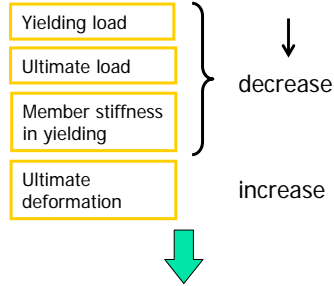 Yielding load
Ultimate load
decrease
Member stiffness
in yielding
Ultimate
deformation
increase